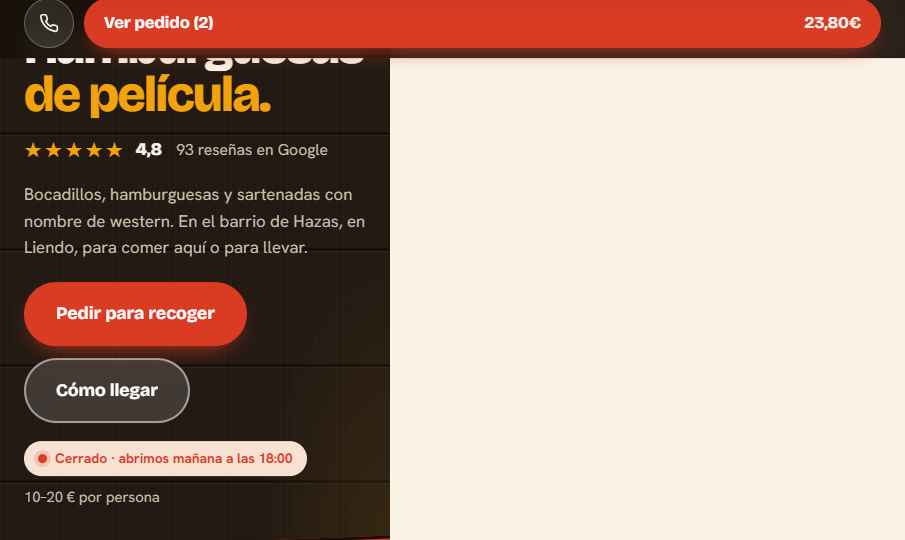 Ver pedido (2)
23,80€
Hamburguesas
de película.
4,8 93 reseñas en Google
Bocadillos, hamburguesas y sartenadas con
nombre de western. En el barrio de Hazas, en
Liendo, para comer aquí o para llevar.
Pedir para recoger
Cómo llegar
Cerrado · abrimos mañana a las 18:00
10–20 € por persona